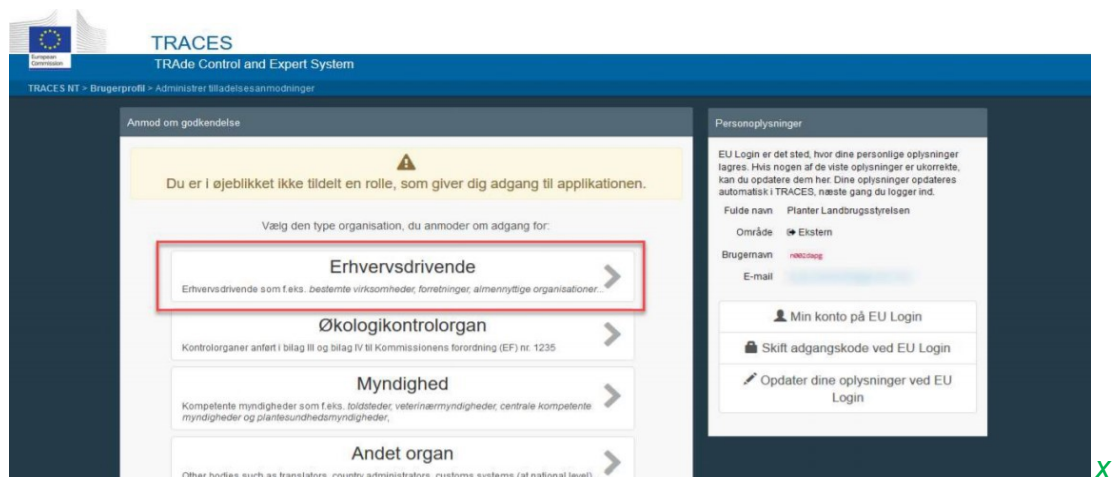 European
Commission
TRACES
TRAde Control and Expert System
TRACES NT > Brugerprofil > Administrer tilladelsesanmodninger
Anmod om godkendelse
Du er i øjeblikket ikke tildelt en rolle, som giver dig adgang til applikationen.
Vælg den type organisation, du anmoder om adgang for:
Erhvervsdrivende
Erhvervsdrivende som f.eks. bestemte virksomheder, forretninger, almennyttige organisationer...
Økologikontrolorgan
Kontrolorganer anført i bilag III og bilag IV til Kommissionens forordning (EF) nr. 1235
Myndighed
Kompetente myndigheder som f.eks. toldsteder, veterinærmyndigheder, centrale kompetente
myndigheder og plantesundhedsmyndigheder,
Andet organ
Other bodies such as translators, country administrators, customs systems (at national level)
Personoplysninger
EU Login er det sted, hvor dine personlige oplysninger
lagres. Hvis nogen af de viste oplysninger er ukorrekte,
kan du opdatere dem her. Dine oplysninger opdateres
automatisk i TRACES, næste gang du logger ind.
Fulde navn Planter Landbrugsstyrelsen
Område Ekstern
Brugernavn
E-mail
Min konto på EU Login
Skift adgangskode ved EU Login
Opdater dine oplysninger ved EU
Login
X